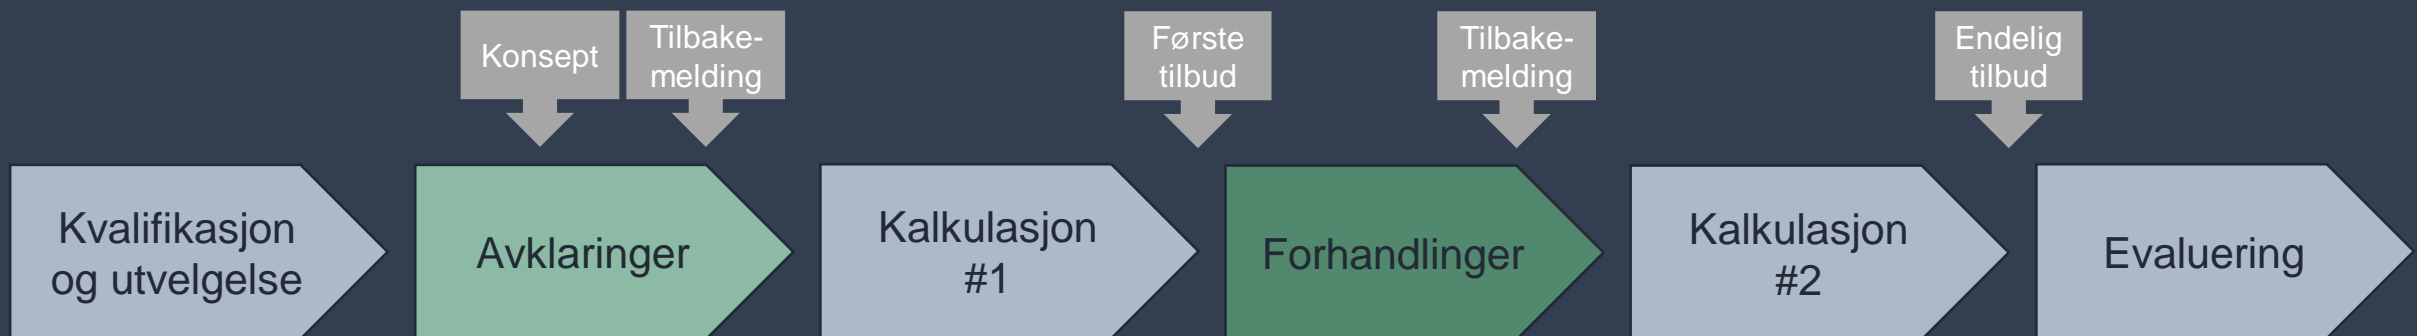 Konsept
Tilbake-
melding
Første
tilbud
Tilbake-
melding
Endelig
tilbud
Kvalifikasjon
og utvelgelse
Avklaringer
Kalkulasjon
#1
Forhandlinger
Kalkulasjon
#2
Evaluering